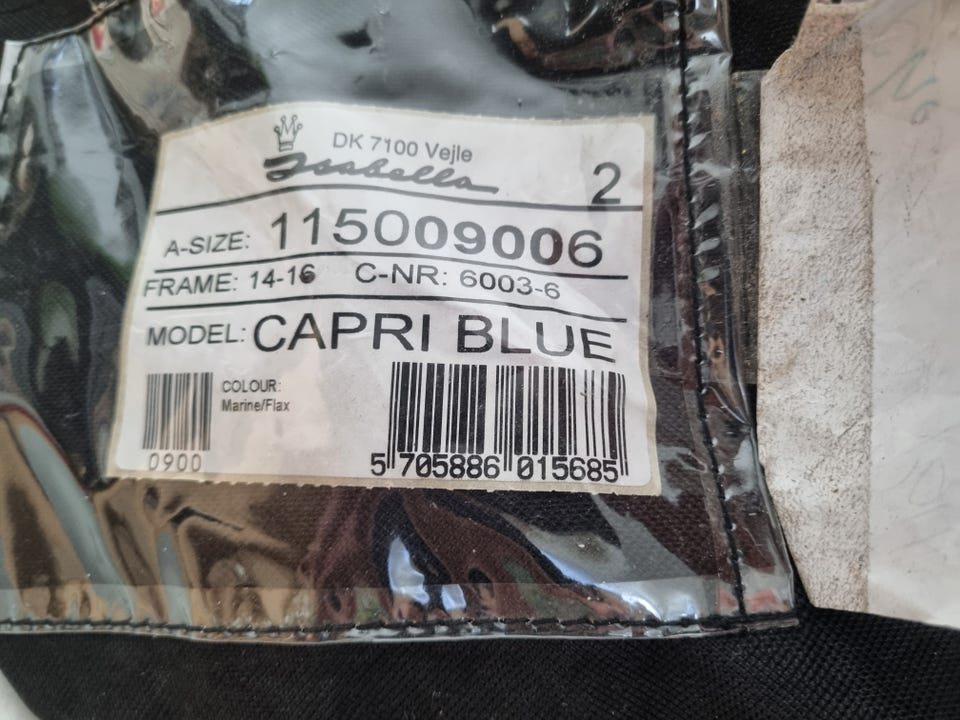 DK 7100 Vejle
Isabella
2
A-SIZE: 115009006
FRAME: 14-16 C-NR: 6003-6
MODEL: CAPRI BLUE
COLOUR:
Marine/Flax
0900
5 705886 015685